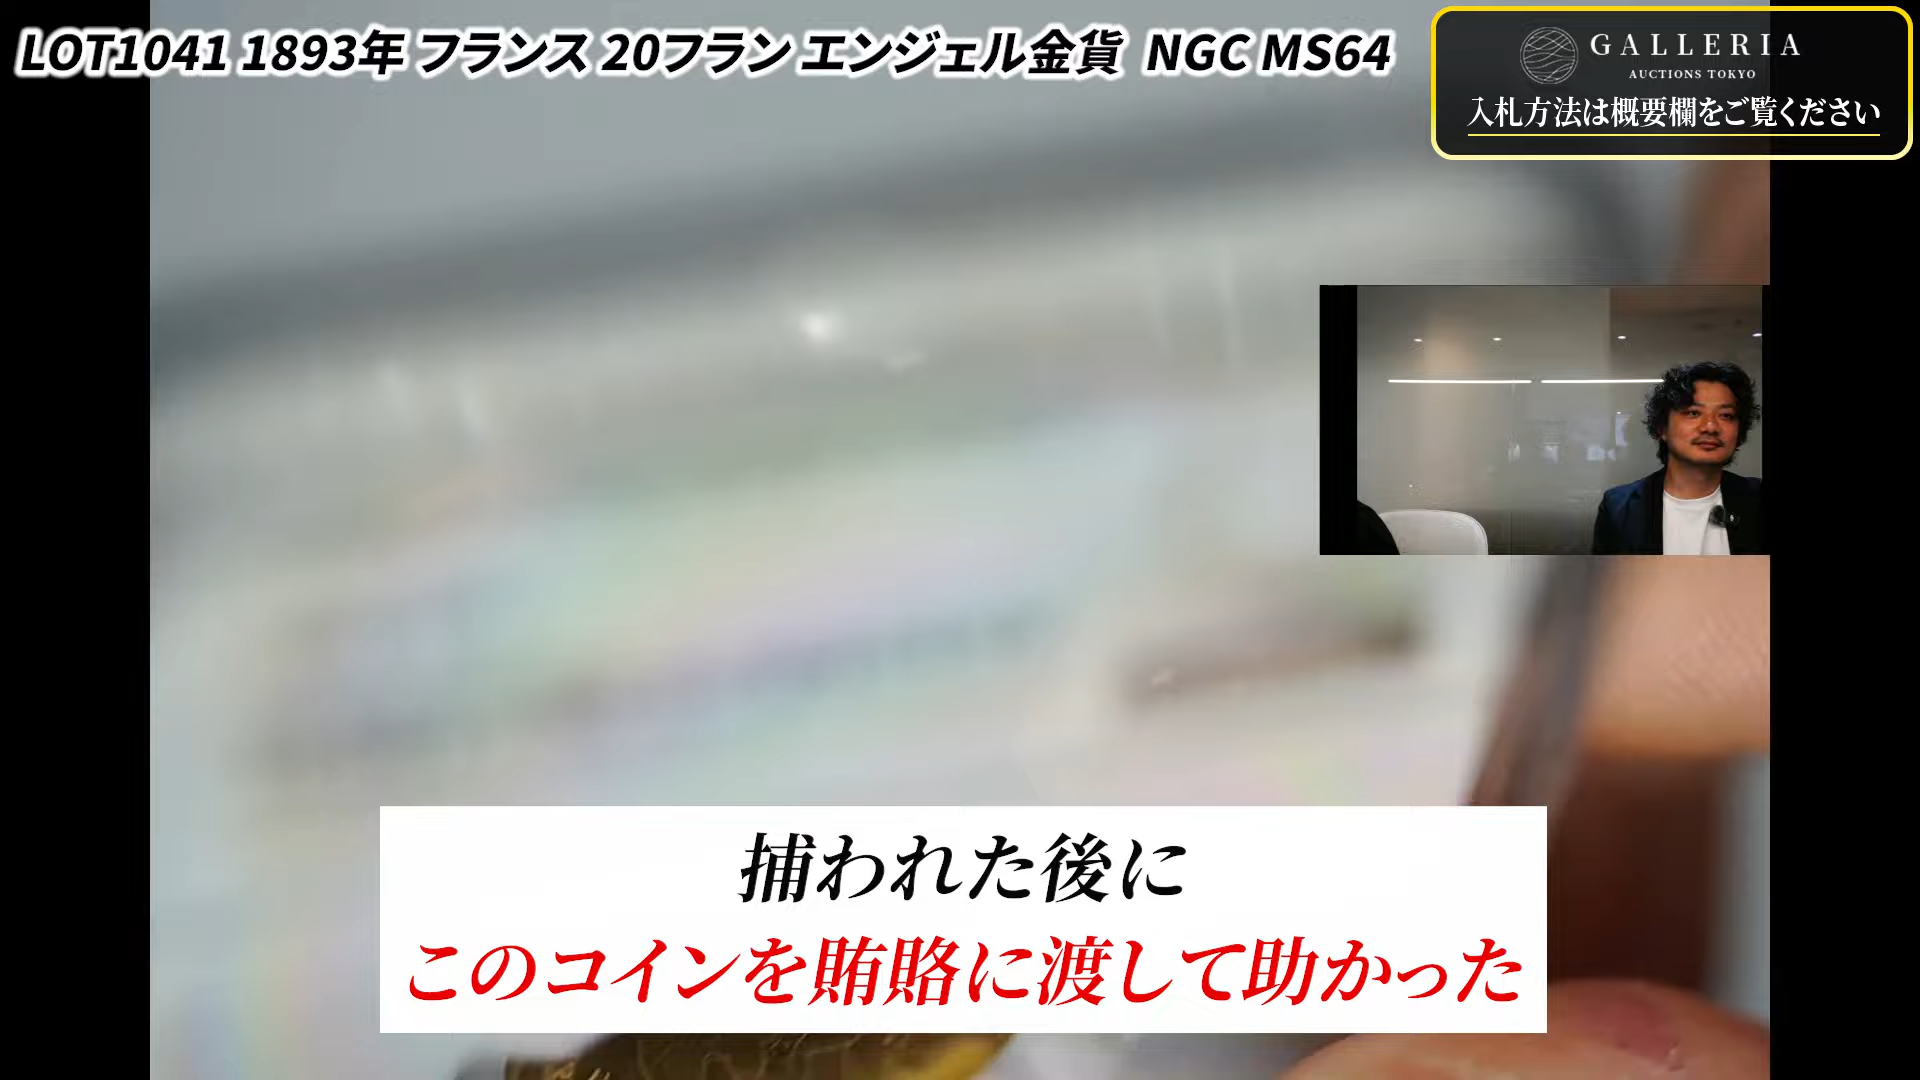 LOT1041 1893年 フランス 20フラン エンジェル金貨 NGC MS64
GALLERIA
AUCTIONS TOKYO
入札方法は概要欄をご覧ください
捕われた後に
このコインを賄賂に渡して助かった